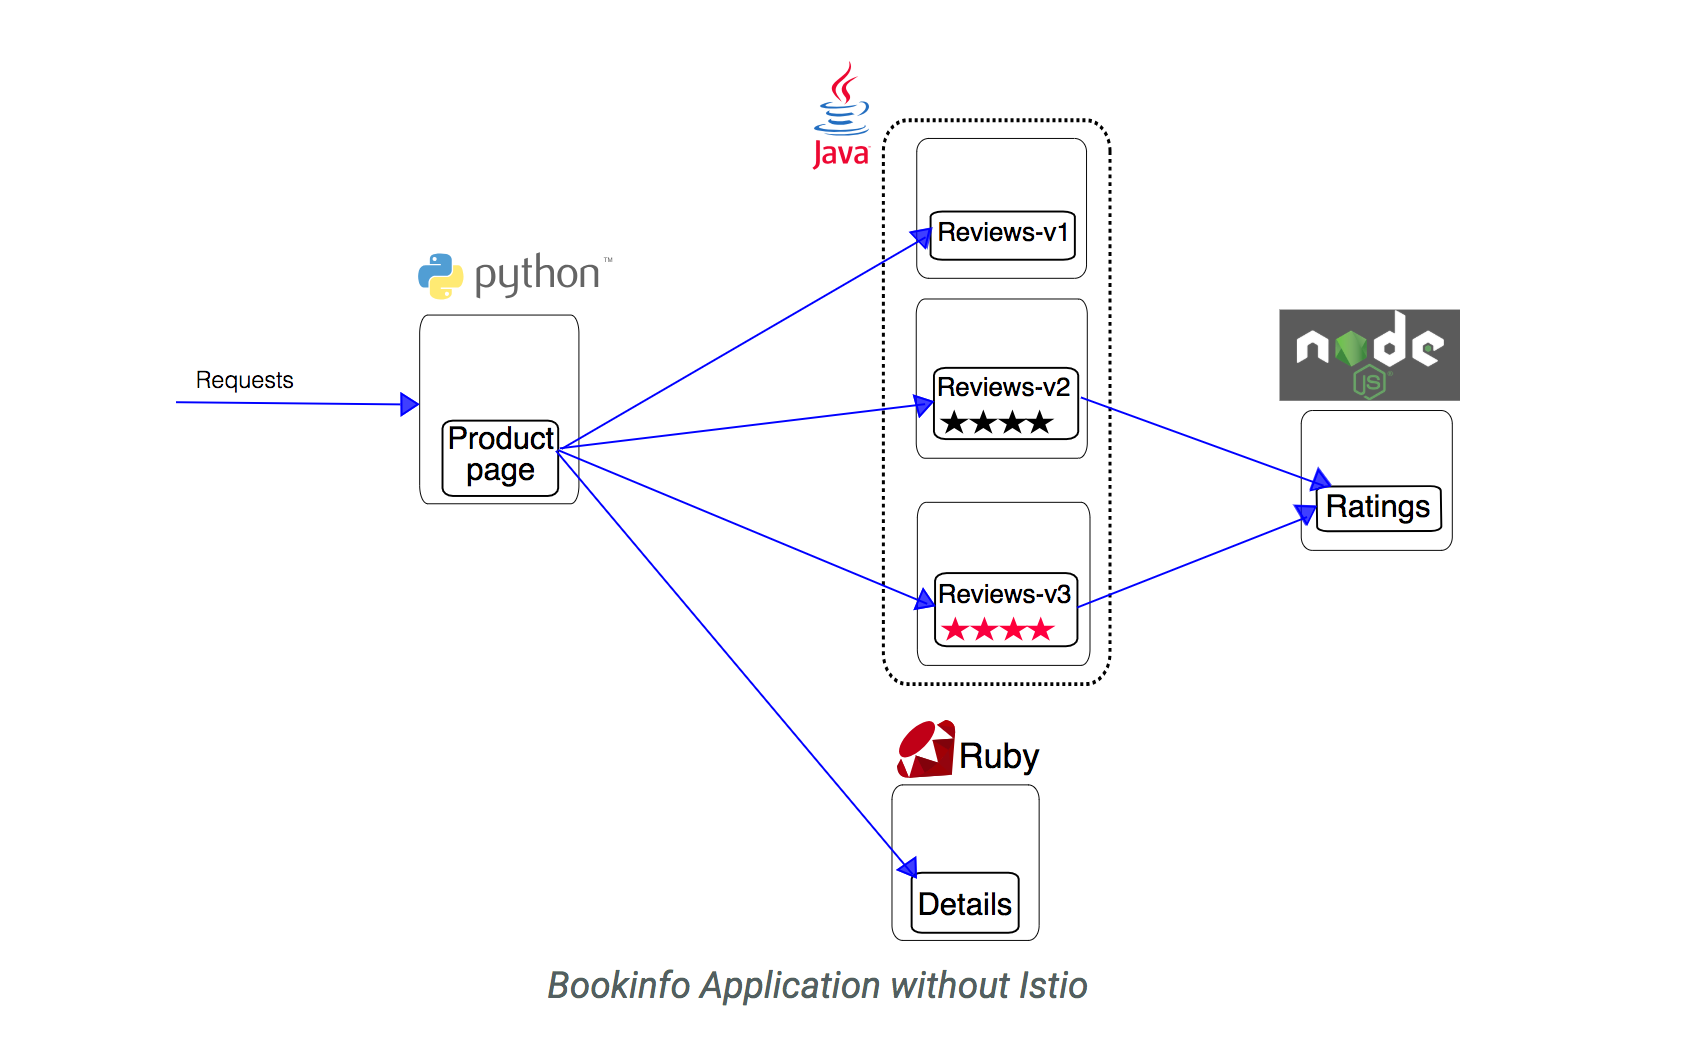 Java
Reviews-v1
python™
Requests
Product
page
Reviews-v2
node
JS
Ratings
Reviews-v3
Ruby
Details
Bookinfo Application without Istio